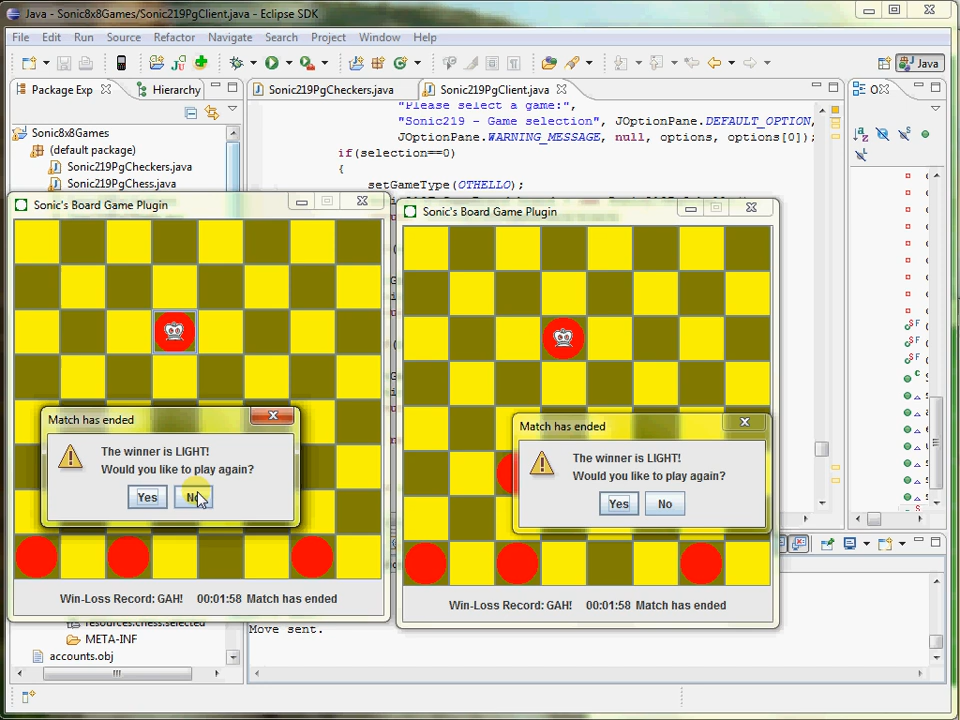 Java - Sonic8x8Games/Sonic219PgClient.java - Eclipse SDK
File Edit Run Source Refactor Navigate Search Project Window Help
Java
Package Exp Hierarchy
Sonic219PgCheckers.java Sonic219PgClient.java
Sonic8x8Games
(default package)
Sonic219PgCheckers.java
Sonic219PgChess.java
"Please select a game:",
"Sonic219 - Game selection", JOptionPane.DEFAULT_OPTION,
JOptionPane.WARNING_MESSAGE, null, options, options[0]);
if(selection==0)
{
setGameType(OTHELLO);
Sonic's Board Game Plugin
Match has ended
The winner is LIGHT!
Would you like to play again?
Yes No
Win-Loss Record: GAH! 00:01:58 Match has ended
Sonic's Board Game Plugin
Match has ended
The winner is LIGHT!
Would you like to play again?
Yes No
Win-Loss Record: GAH! 00:01:58 Match has ended
resources.chess.selected
META-INF
accounts.obj
Move sent.